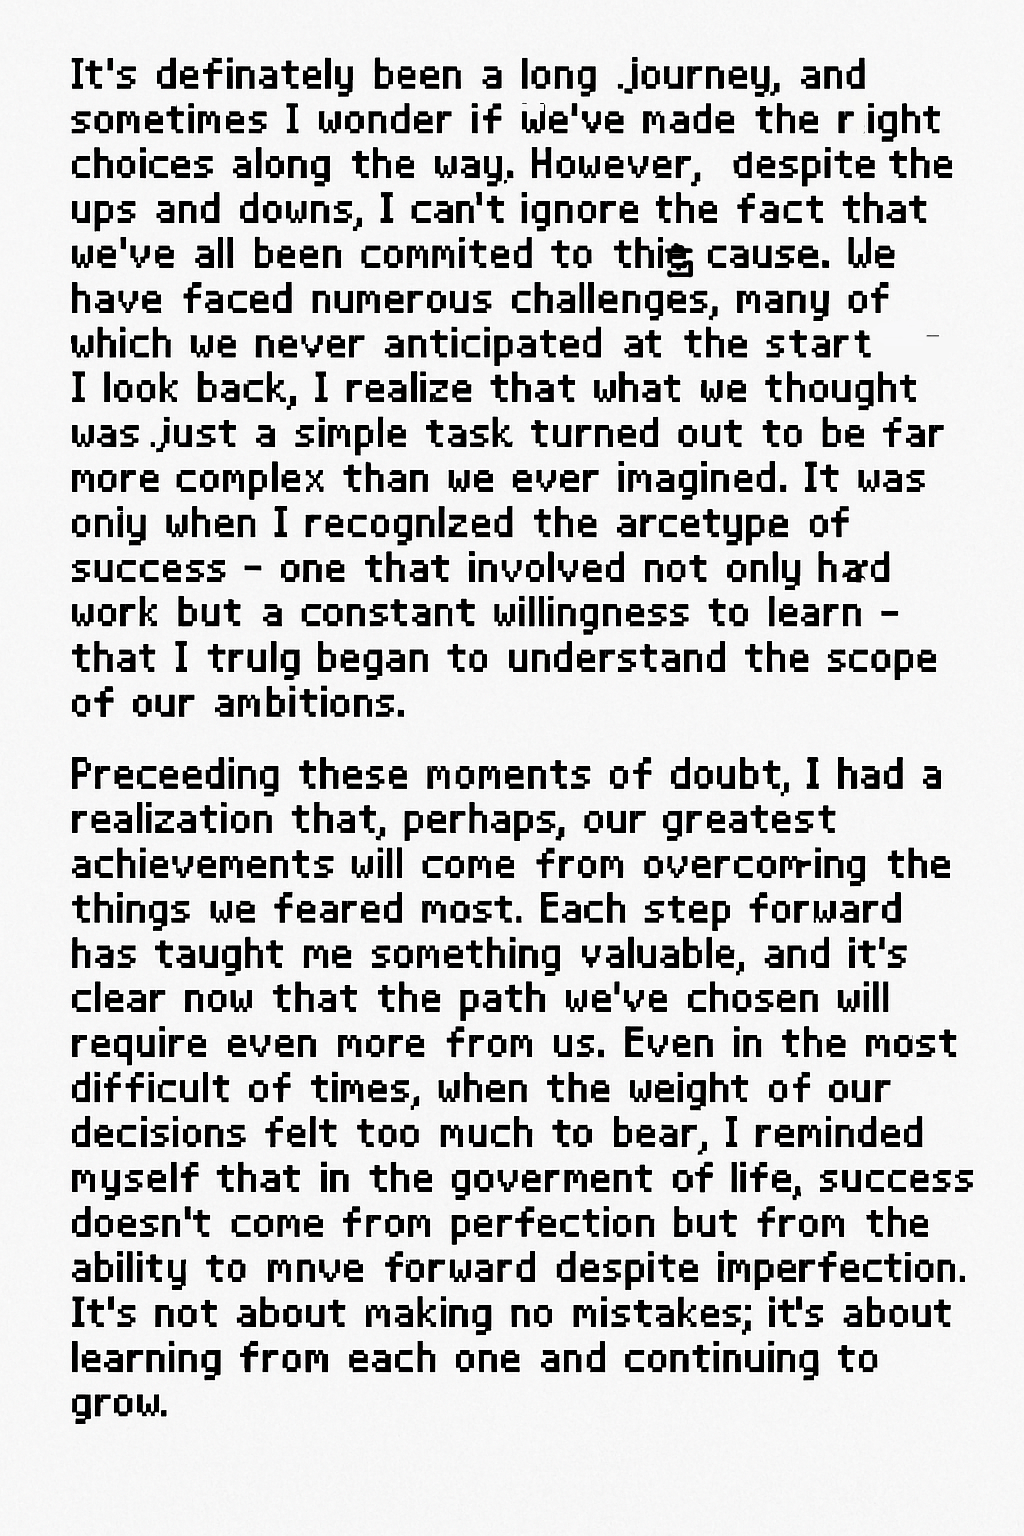 It's definately been a long journey, and
sometimes I wonder if we've made the r ight
choices along the way. However, despite the
ups and downs, I can't ignore the fact that
we've all been commited to this cause. We
have faced numerous challenges, many of
which we never anticipated at the start
I look back, I realize that what we thought
was just a simple task turned out to be far
more complex than we ever imagined. It was
oniy when I recognlzed the arcetype of
success – one that involved not only hard
work but a constant willingness to learn –
that I trulg began to understand the scope
of our ambitions.
Preceeding these moments of doubt, I had a
realization that, perhaps, our greatest
achievements will come from overcoming the
things we feared most. Each step forward
has taught me something valuable, and it's
clear now that the path we've chosen will
require even more from us. Even in the most
difficult of times, when the weight of our
decisions felt too much to bear, I reminded
myself that in the goverment of life, success
doesn't come from perfection but from the
ability to mnve forward despite imperfection.
It's not about making no mistakes; it's about
learning from each one and continuing to
grow.